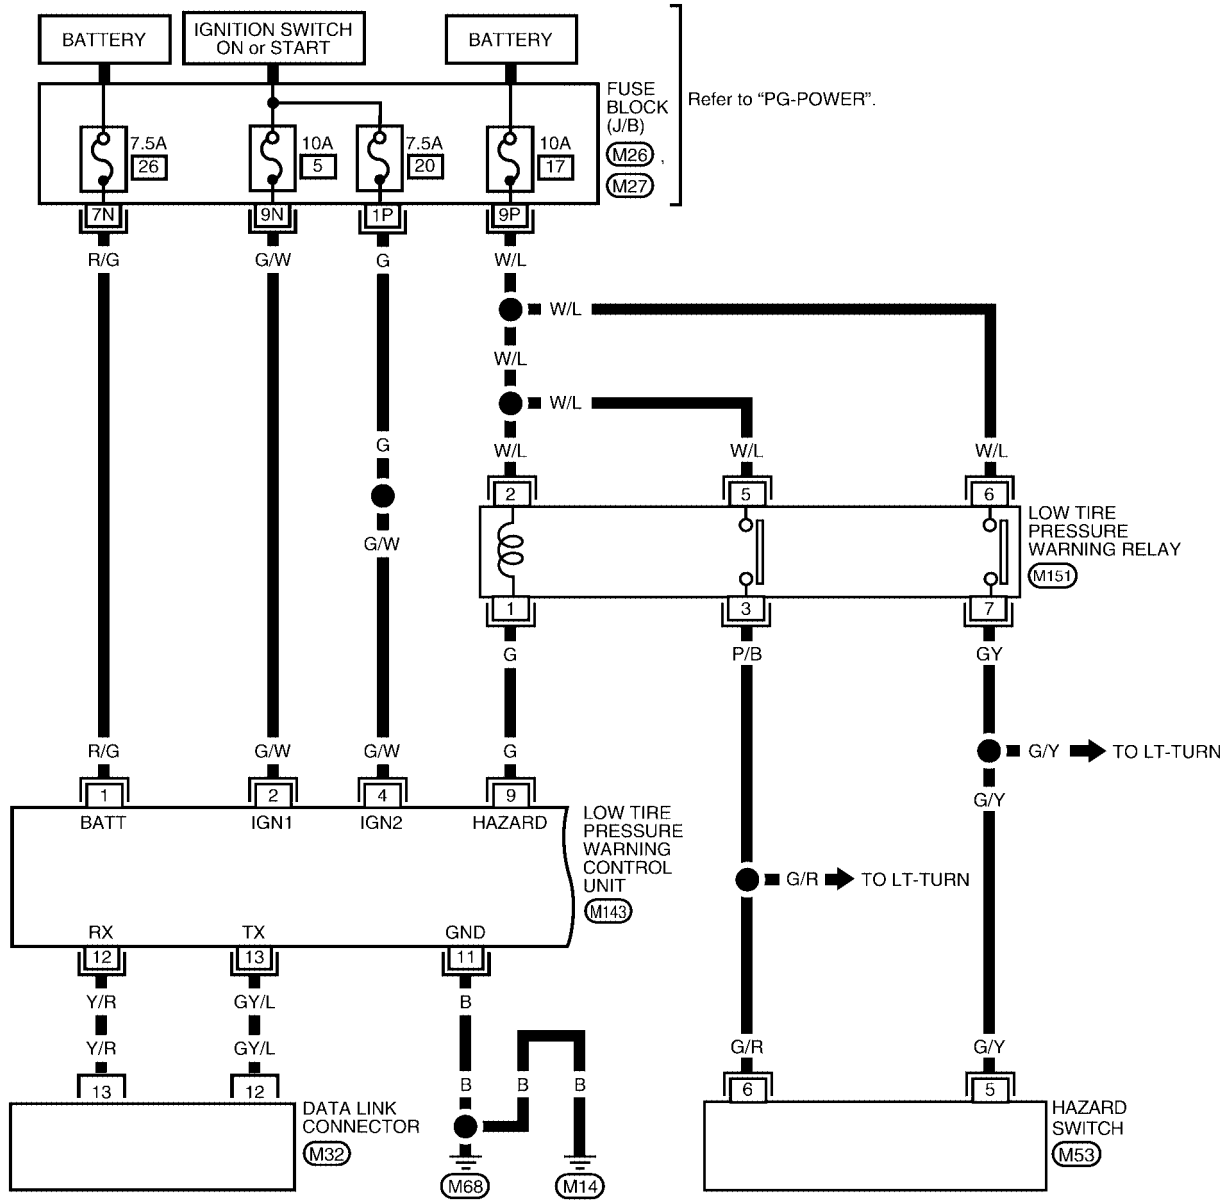 BATTERY
IGNITION SWITCH
ON or START
BATTERY
FUSE
BLOCK
(J/B)
M26 ,
M27
Refer to “PG-POWER”.
7.5A
26
10A
5
7.5A
20
10A
17
7N
9N
1P
9P
R/G
G/W
G
W/L
W/L
W/L
W/L
G
W/L
W/L
W/L
G/W
2
5
6
LOW TIRE
PRESSURE
WARNING RELAY
M151
1
3
7
G
P/B
GY
R/G
G/W
G/W
G
G/Y
TO LT-TURN
G/Y
1
2
4
9
BATT
IGN1
IGN2
HAZARD
LOW TIRE
PRESSURE
WARNING
CONTROL
UNIT
M143
G/R
TO LT-TURN
RX
TX
GND
12
13
11
Y/R
GY/L
B
Y/R
GY/L
G/R
G/Y
B
B
B
13
12
6
5
DATA LINK
CONNECTOR
M32
HAZARD
SWITCH
M53
M68
M14